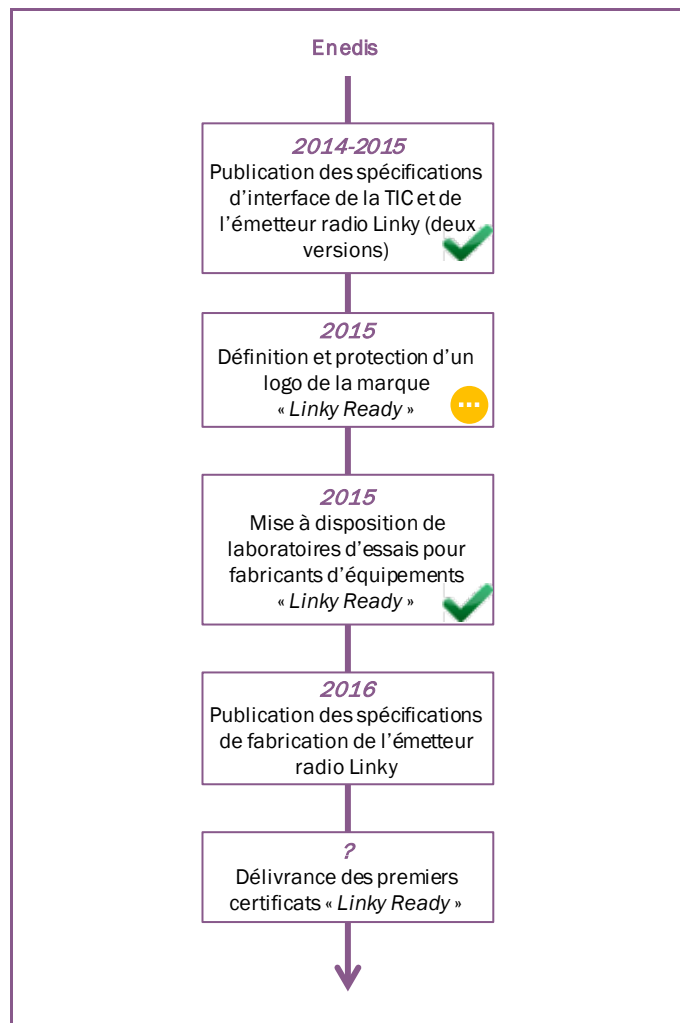 Enedis
2014-2015
Publication des spécifications
d’interface de la TIC et de
l’émetteur radio Linky (deux
versions)
2015
Définition et protection d’un
logo de la marque
« Linky Ready »
2015
Mise à disposition de
laboratoires d’essais pour
fabricants d’équipements
« Linky Ready »
2016
Publication des spécifications
de fabrication de l’émetteur
radio Linky
?
Délivrance des premiers
certificats « Linky Ready »